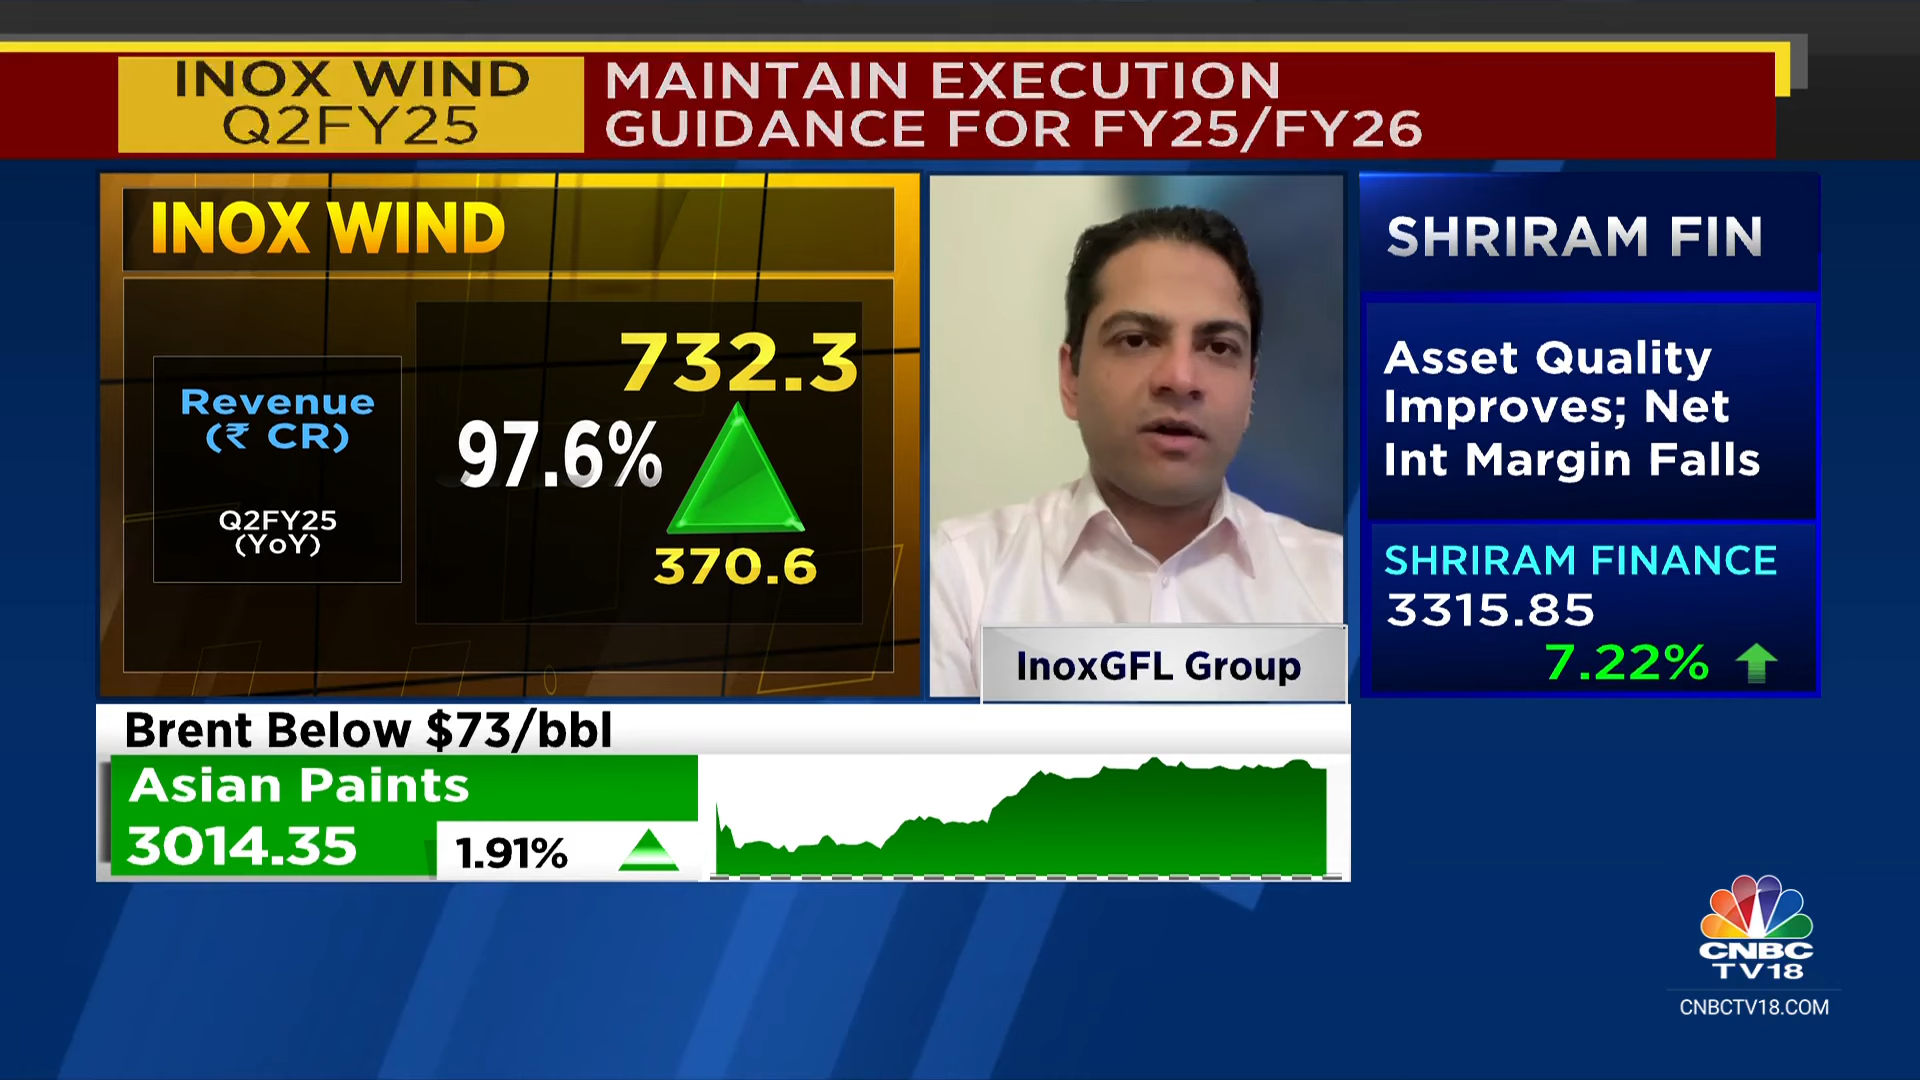 INOX WIND
Q2FY25
MAINTAIN EXECUTION
GUIDANCE FOR FY25/FY26
INOX WIND
Revenue
(₹ CR)
Q2FY25
(YoY)
732.3
97.6%
370.6
InoxGFL Group
SHRIRAM FIN
Asset Quality
Improves; Net
Int Margin Falls
SHRIRAM FINANCE
3315.85
7.22%
Brent Below $73/bbl
Asian Paints
3014.35
1.91%
CNBC
TV18
CNBCTV18.COM